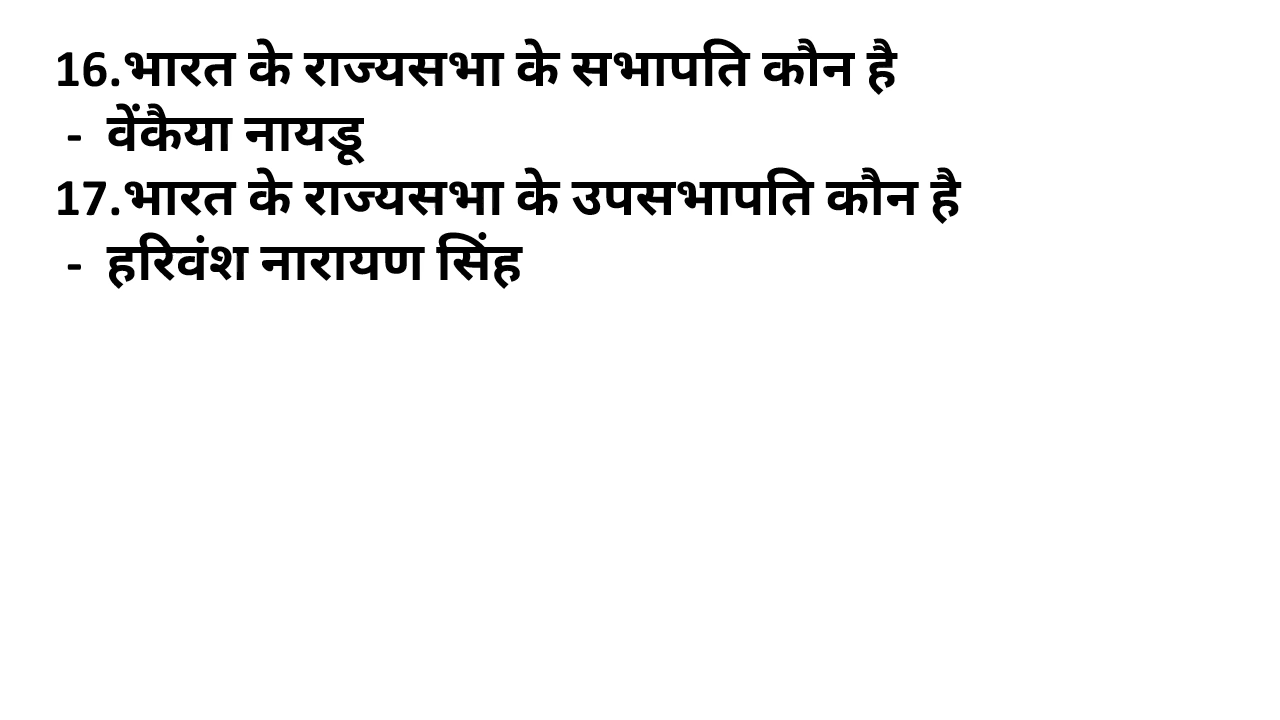 16.भारत के राज्यसभा के सभापति कौन है
- वेंकैया नायडू
17.भारत के राज्यसभा के उपसभापति कौन है
- हरिवंश नारायण सिंह